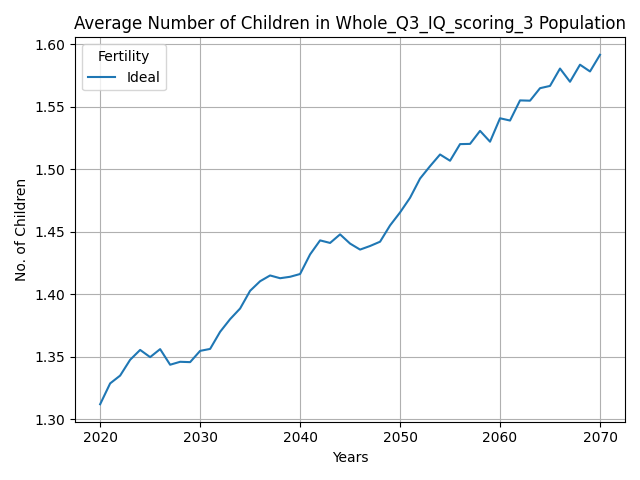 Average Number of Children in Whole_Q3_IQ_scoring_3 Population
Fertility
Ideal
No. of Children
1.60
1.55
1.50
1.45
1.40
1.35
1.30
2020 2030 2040 2050 2060 2070
Years